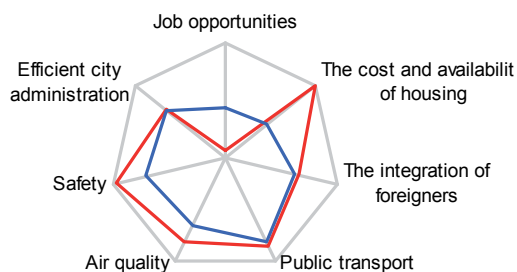 Job opportunities
Efficient city
administration
The cost and availabilit
of housing
The integration of
foreigners
Safety
Air quality
Public transport